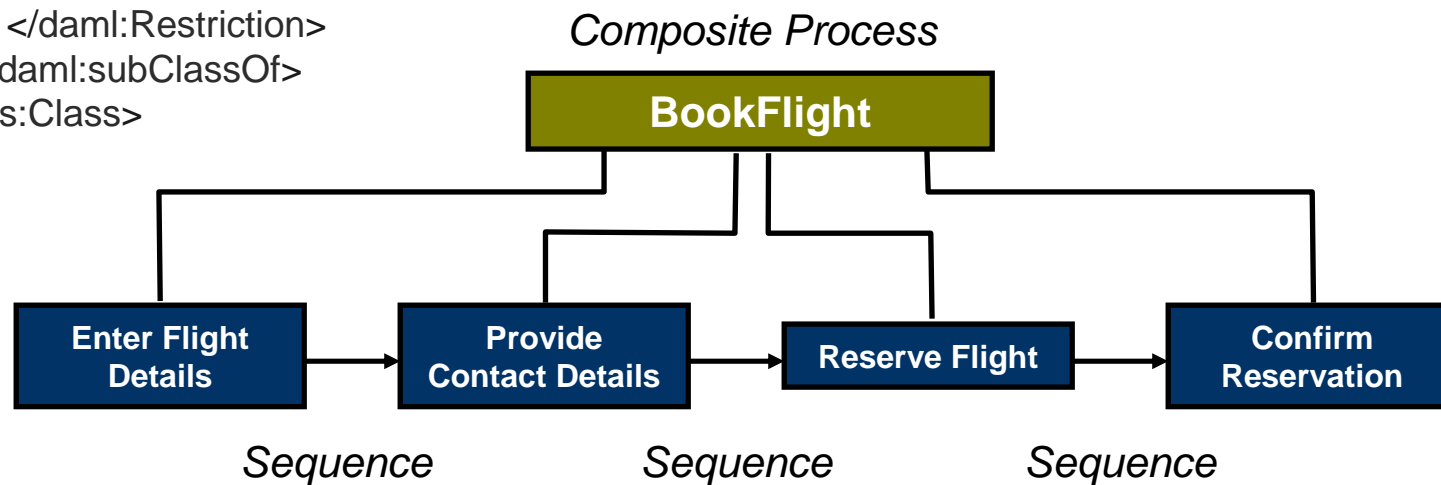 </daml:Restriction>
daml:subClassOf>
s:Class>
Composite Process
BookFlight
Enter Flight
Details
Provide
Contact Details
Reserve Flight
Confirm
Reservation
Sequence
Sequence
Sequence